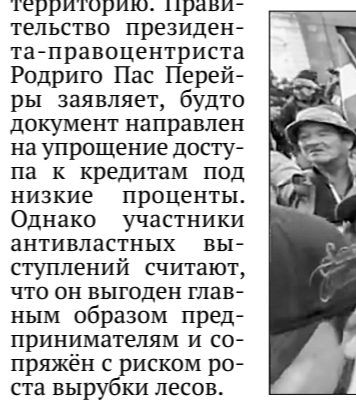 территорию. Прави-
тельство президен-
та-правоцентриста
Родриго Пас Перей-
ры заявляет, будто
документ направлен
на упрощение досту-
па к кредитам под
низкие проценты.
Однако участники
антивластных вы-
ступлений считают,
что он выгоден глав-
ным образом пред-
принимателям и со-
пряжён с риском ро-
ста вырубки лесов.